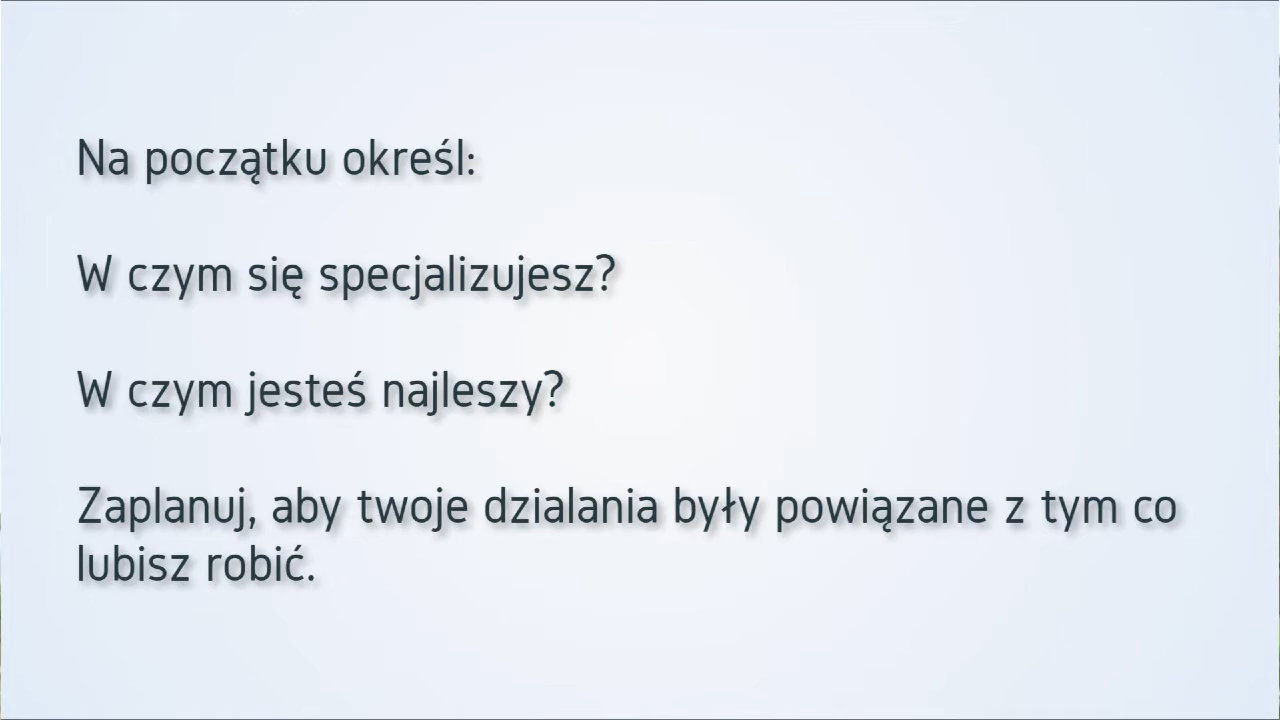 Na początku określ:
W czym się specjalizujesz?
W czym jesteś najleszy?
Zaplanuj, aby twoje dzialania były powiązane z tym co
lubisz robić.